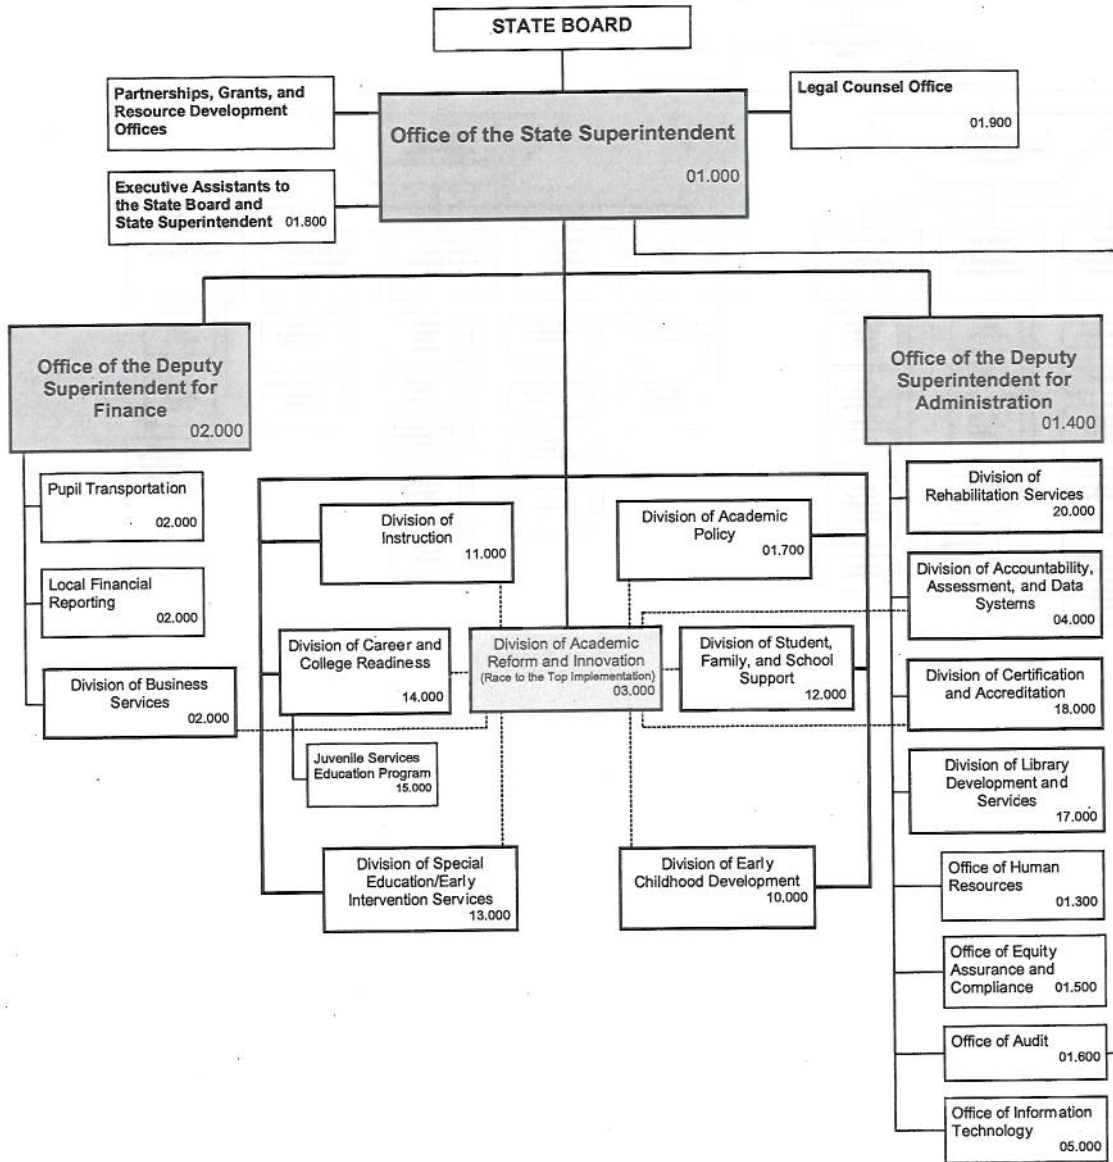 STATE BOARD
Partnerships, Grants, and
Resource Development
Offices
Office of the State Superintendent
01.000
Legal Counsel Office
01.900
Executive Assistants to
the State Board and
State Superintendent 01.800
Office of the Deputy
Superintendent for
Finance
02.000
Office of the Deputy
Superintendent for
Administration
01.400
Pupil Transportation
02.000
Local Financial
Reporting
02.000
Division of Business
Services
02.000
Division of
Instruction
11.000
Division of Academic
Policy
01.700
Division of Career and
College Readiness
14.000
Division of Academic
Reform and Innovation
(Race to the Top Implementation)
03.000
Division of Student,
Family, and School
Support
12.000
Juvenile Services
Education Program
15.000
Division of Special
Education/Early
Intervention Services
13.000
Division of Early
Childhood Development
10.000
Division of
Rehabilitation Services
20.000
Division of Accountability,
Assessment, and Data
Systems
04.000
Division of Certification
and Accreditation
18.000
Division of Library
Development and
Services
17.000
Office of Human
Resources
01.300
Office of Equity
Assurance and
Compliance 01.500
Office of Audit
01.600
Office of Information
Technology
05.000